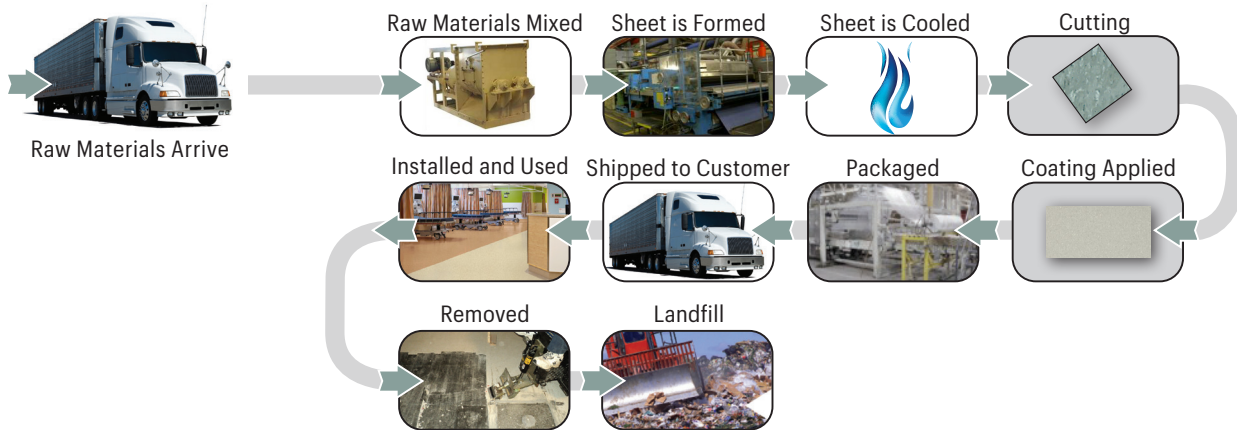 Raw Materials Mixed
Sheet is Formed
Sheet is Cooled
Cutting
Raw Materials Arrive
Installed and Used
Shipped to Customer
Packaged
Coating Applied
Removed
Landfill